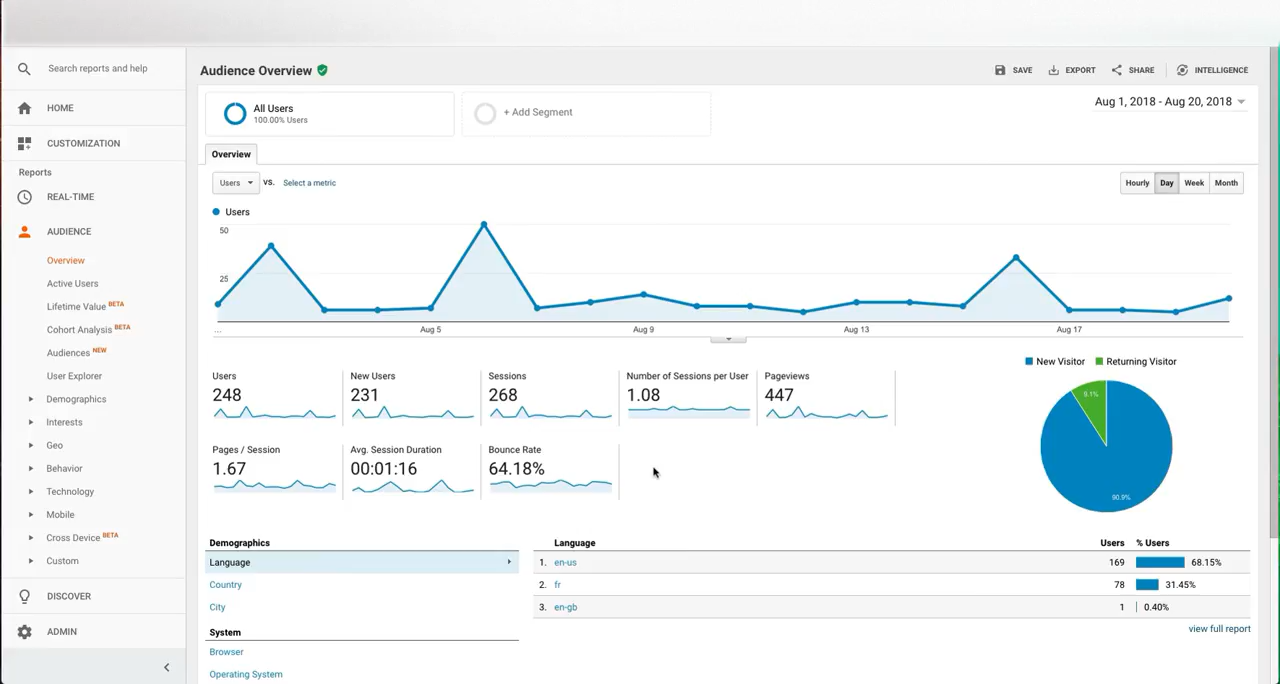 Search reports and help
HOME
CUSTOMIZATION
Reports
REAL-TIME
AUDIENCE
Overview
Active Users
Lifetime Value BETA
Cohort Analysis BETA
Audiences NEW
User Explorer
Demographics
Interests
Geo
Behavior
Technology
Mobile
Cross Device BETA
Custom
DISCOVER
ADMIN
Audience Overview
SAVE EXPORT SHARE INTELLIGENCE
All Users
100.00% Users
+ Add Segment
Aug 1, 2018 - Aug 20, 2018
Overview
Users VS. Select a metric
Hourly Day Week Month
Users
50
25
... Aug 5 Aug 9 Aug 13 Aug 17
New Visitor Returning Visitor
9.1%
90.9%
Users New Users Sessions Number of Sessions per User Pageviews
248 231 268 1.08 447
Pages / Session Avg. Session Duration Bounce Rate
1.67 00:01:16 64.18%
Demographics
Language
Country
City
System
Browser
Operating System
Language Users % Users
1. en-us 169 68.15%
2. fr 78 31.45%
3. en-gb 1 0.40%
view full report